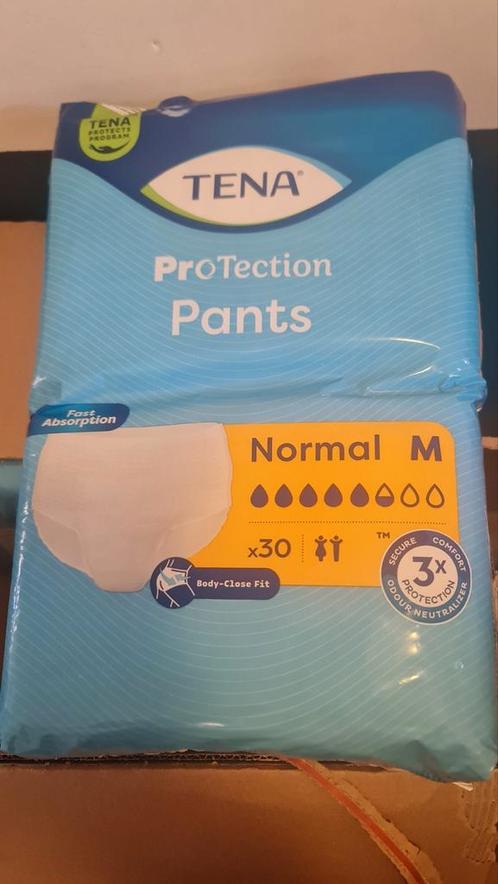 TENA
PROTECTS
PROGRAM
TENA®
ProTection
Pants
Fast
Absorption
Normal M
x30
Body-Close Fit
™
SECURE COMFORT
3x
PROTECTION
ODOUR NEUTRALIZER